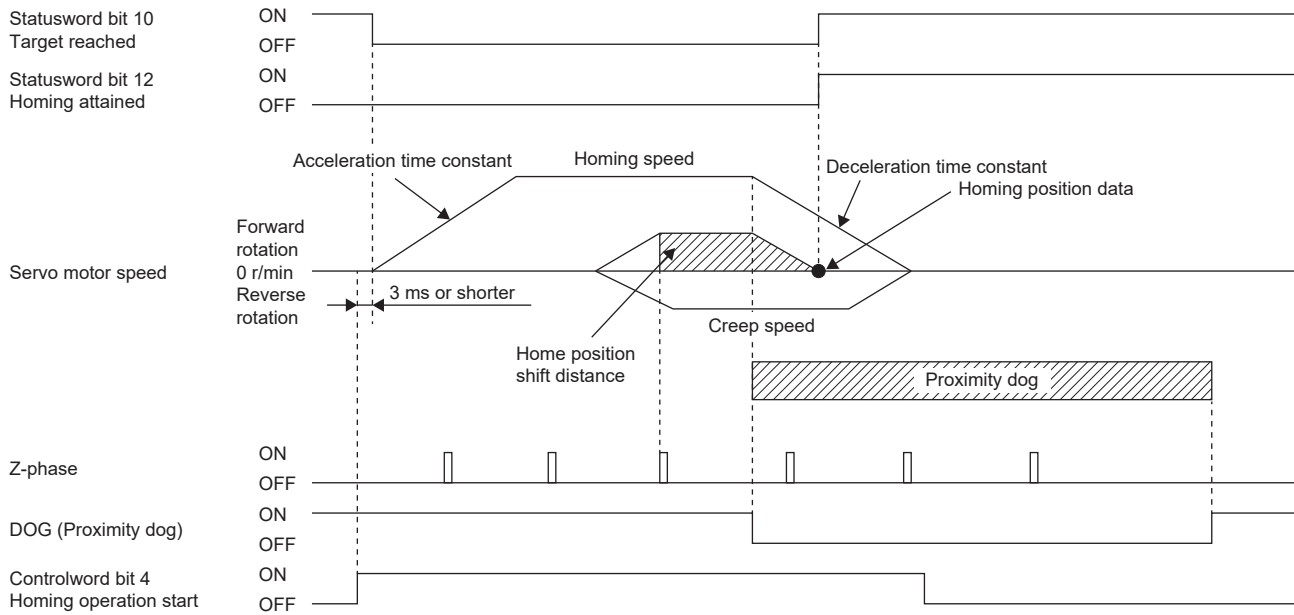 Statusword bit 10
Target reached
ON
OFF
Statusword bit 12
Homing attained
ON
OFF
Acceleration time constant
Homing speed
Deceleration time constant
Homing position data
Servo motor speed
Forward
rotation
0 r/min
Reverse
rotation
3 ms or shorter
Creep speed
Home position
shift distance
Proximity dog
Z-phase
ON
OFF
DOG (Proximity dog)
ON
OFF
Controlword bit 4
Homing operation start
ON
OFF